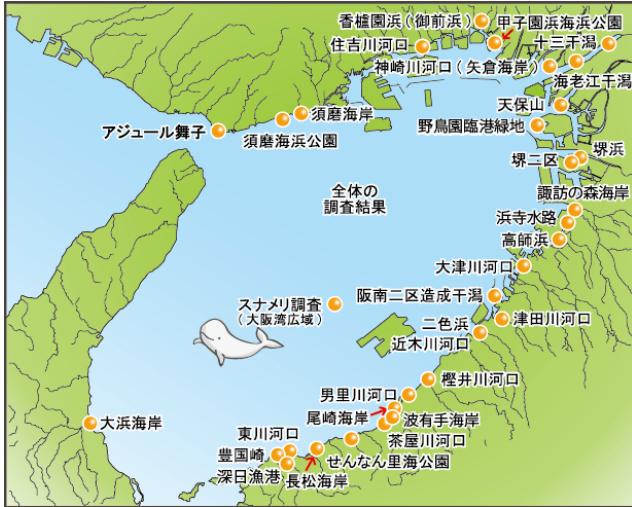 香櫨園浜(御前浜)
甲子園浜海浜公園
住吉川河口
十三干潟
神崎川河口(矢倉海岸)
海老江干潟
天保山
須磨海岸
野鳥園臨港緑地
アジュール舞子
須磨海浜公園
堺浜
堺二区
全体の
調査結果
諏訪の森海岸
浜寺水路
高師浜
大津川河口
阪南二区造成干潟
スナメリ調査
(大阪湾広域)
津田川河口
二色浜
近木川河口
樫井川河口
男里川河口
尾崎海岸
波有手海岸
大浜海岸
東川河口
茶屋川河口
豊国崎
せんなん里海公園
深日漁港
長松海岸